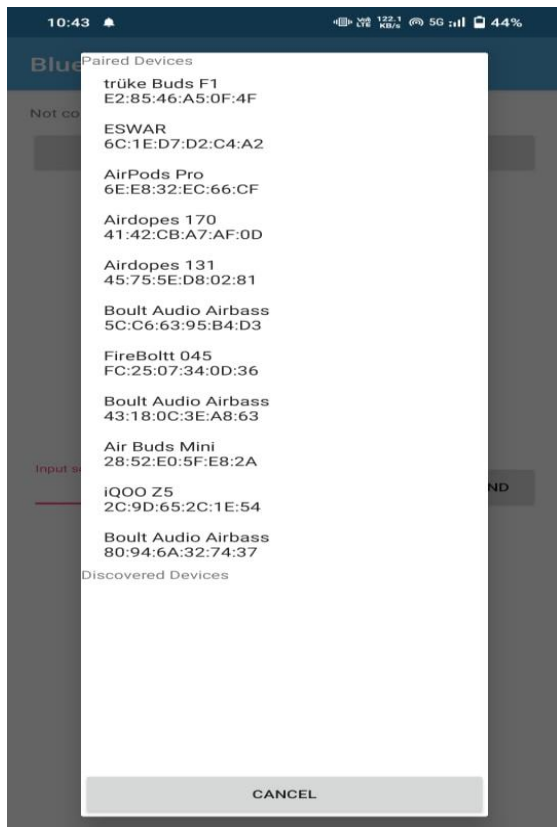 10:43 VO LTE 122.1 KB/s 5G 44%
Blue
Paired Devices
trüke Buds F1
E2:85:46:A5:0F:4F
Not co
ESWAR
6C:1E:D7:D2:C4:A2
AirPods Pro
6E:E8:32:EC:66:CF
Airdopes 170
41:42:CB:A7:AF:0D
Airdopes 131
45:75:5E:D8:02:81
Boult Audio Airbass
5C:C6:63:95:B4:D3
FireBoltt 045
FC:25:07:34:0D:36
Boult Audio Airbass
43:18:0C:3E:A8:63
Air Buds Mini
28:52:E0:5F:E8:2A
Input s
ND
iQOO Z5
2C:9D:65:2C:1E:54
Boult Audio Airbass
80:94:6A:32:74:37
Discovered Devices
CANCEL